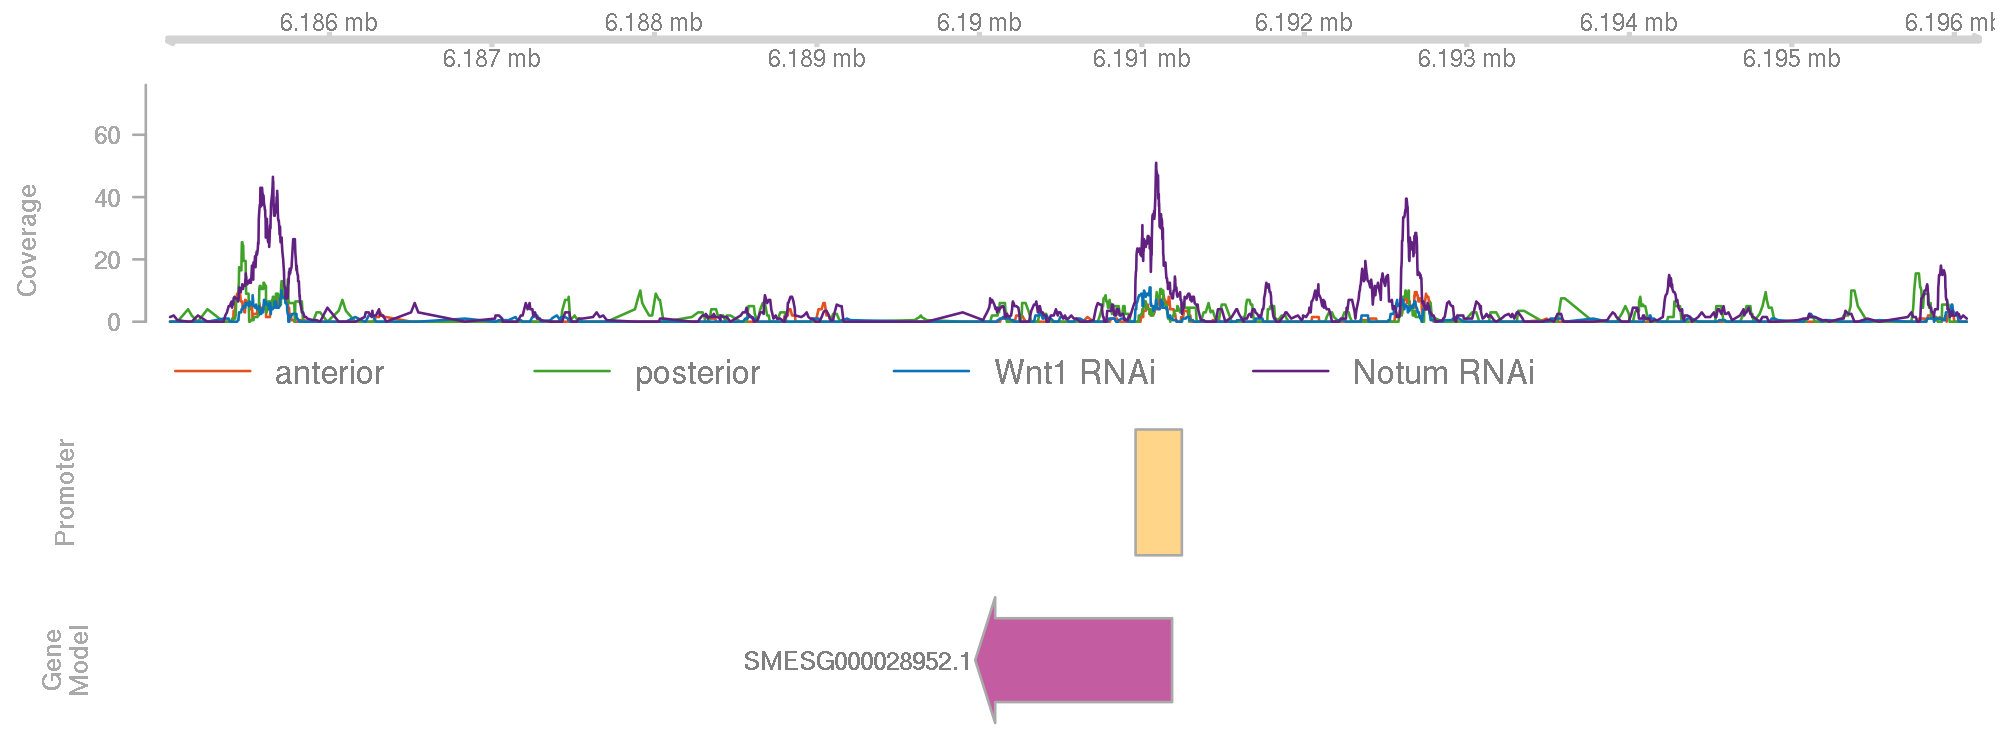 6.186 mb 6.188 mb 6.19 mb 6.192 mb 6.194 mb 6.196 mb
6.187 mb 6.189 mb 6.191 mb 6.193 mb 6.195 mb
Coverage
60
40
20
0
anterior posterior Wnt1 RNAi Notum RNAi
Promoter
0
Gene
Model
SMESG000028952.1